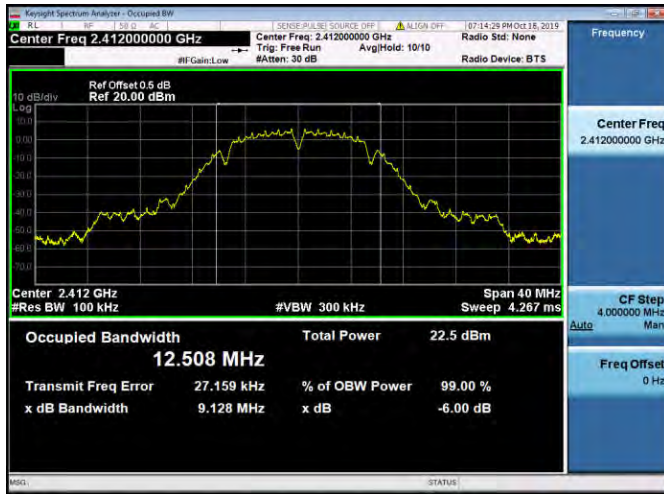 Keysight Spectrum Analyzer - Occupied BW
RL RF 50 Ω AC SENSE:PULSE SOURCE OFF ALIGN OFF 07:14:29 PM Oct 18, 2019
Center Freq 2.412000000 GHz
Center Freq: 2.412000000 GHz
Radio Std: None
Trig: Free Run Avg|Hold: 10/10
#IFGain:Low #Atten: 30 dB Radio Device: BTS
Frequency
Ref Offset 0.5 dB
10 dB/div Ref 20.00 dBm
Log
10.0
0.00
-10.0
-20.0
-30.0
-40.0
-50.0
-60.0
-70.0
Center 2.412 GHz Span 40 MHz
#Res BW 100 kHz #VBW 300 kHz Sweep 4.267 ms
Occupied Bandwidth Total Power 22.5 dBm
12.508 MHz
Transmit Freq Error 27.159 kHz % of OBW Power 99.00 %
x dB Bandwidth 9.128 MHz x dB -6.00 dB
Center Freq
2.412000000 GHz
CF Step
4.000000 MHz
Auto Man
Freq Offset
0 Hz
MSG STATUS